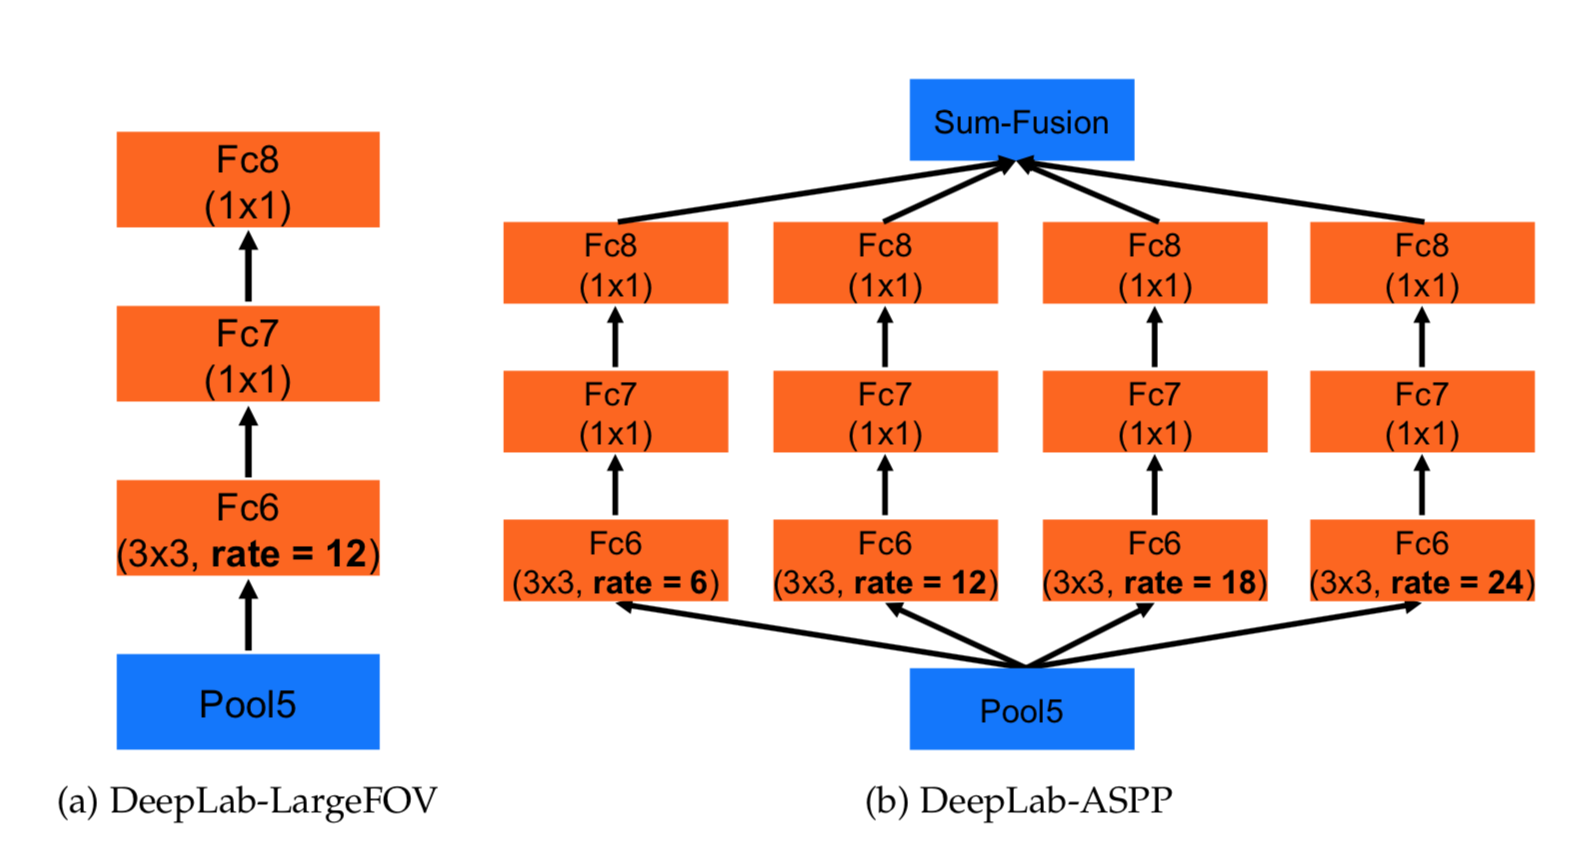 Fc8
(1x1)
Fc7
(1x1)
Fc6
(3x3, rate = 12)
Pool5
(a) DeepLab-LargeFOV
Sum-Fusion
Fc8
(1x1)
Fc8
(1x1)
Fc8
(1x1)
Fc8
(1x1)
Fc7
(1x1)
Fc7
(1x1)
Fc7
(1x1)
Fc7
(1x1)
Fc6
(3x3, rate = 6)
Fc6
(3x3, rate = 12)
Fc6
(3x3, rate = 18)
Fc6
(3x3, rate = 24)
Pool5
(b) DeepLab-ASPP